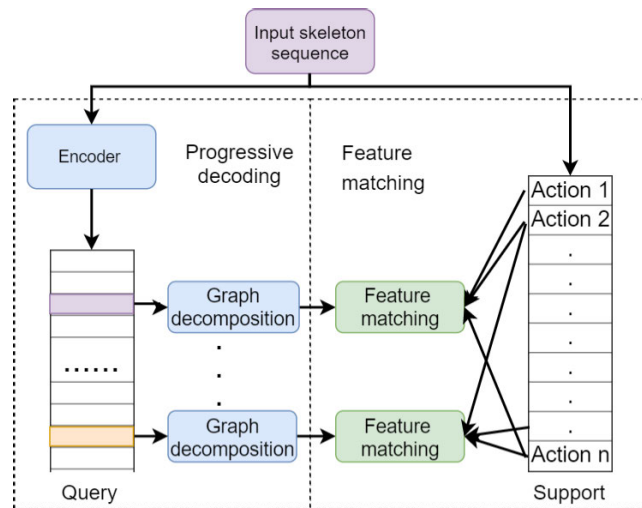 Input skeleton
sequence
Encoder
Progressive
decoding
Feature
matching
Action 1
Action 2
.
.
.
.
.
.
.
Action n
Graph
decomposition
Feature
matching
......
.
.
.
Graph
decomposition
Feature
matching
Query
Support